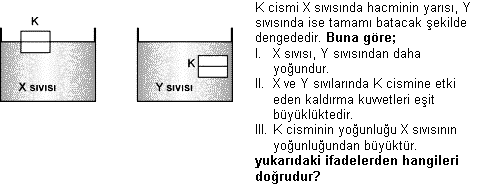 K
X sıvısı
K
Y sıvısı
K cismi X sıvısında hacminin yarısı, Y
sıvısında ise tamamı batacak şekilde
dengededir. Buna göre;
I. X sıvısı, Y sıvısından daha
yoğundur.
II. X ve Y sıvılarında K cismine etki
eden kaldırma kuwetleri eşit
büyüklüktedir.
III. K cisminin yoğunluğu X sıvısının
yoğunluğundan büyüktür.
yukarıdaki ifadelerden hangileri
doğrudur?